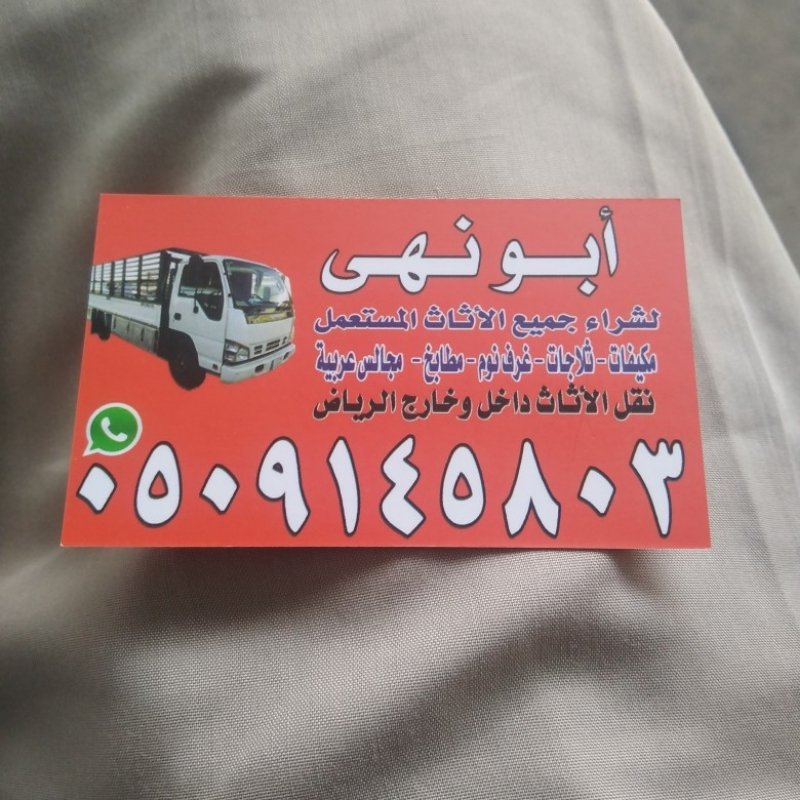 أبو نهى
لشراء جميع الأثاث المستعمل
مكيفات - ثلاجات - غرف نوم - مطابخ - مجالس عربية
نقل الأثاث داخل وخارج الرياض
٠٥٠٩١٤٥٨٠٣